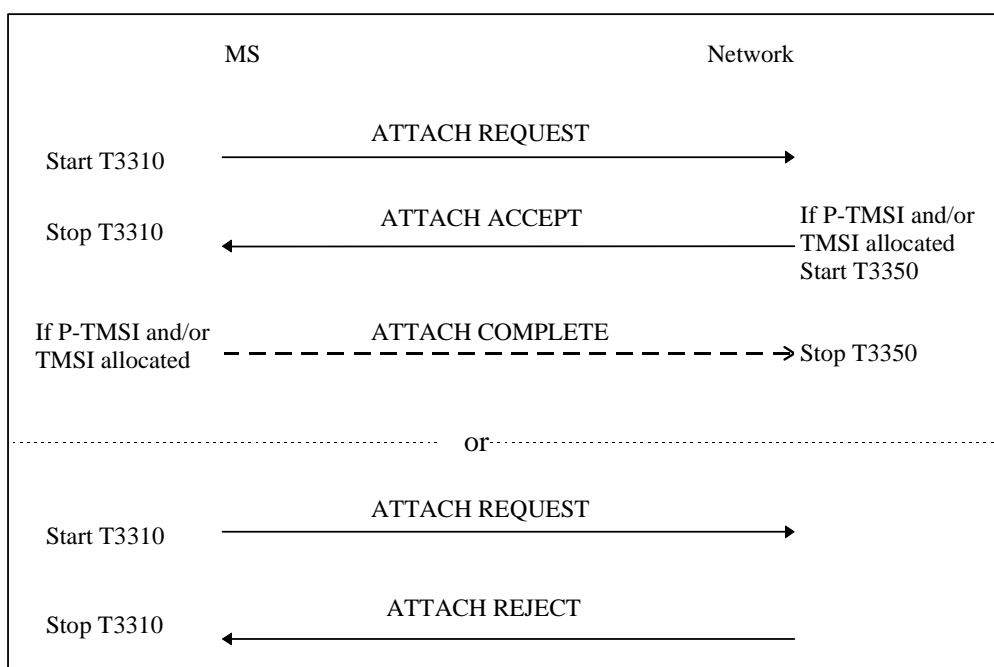 MS Network
ATTACH REQUEST
Start T3310
ATTACH ACCEPT
Stop T3310
If P-TMSI and/or
TMSI allocated
Start T3350
If P-TMSI and/or
TMSI allocated
ATTACH COMPLETE
Stop T3350
or
ATTACH REQUEST
Start T3310
ATTACH REJECT
Stop T3310